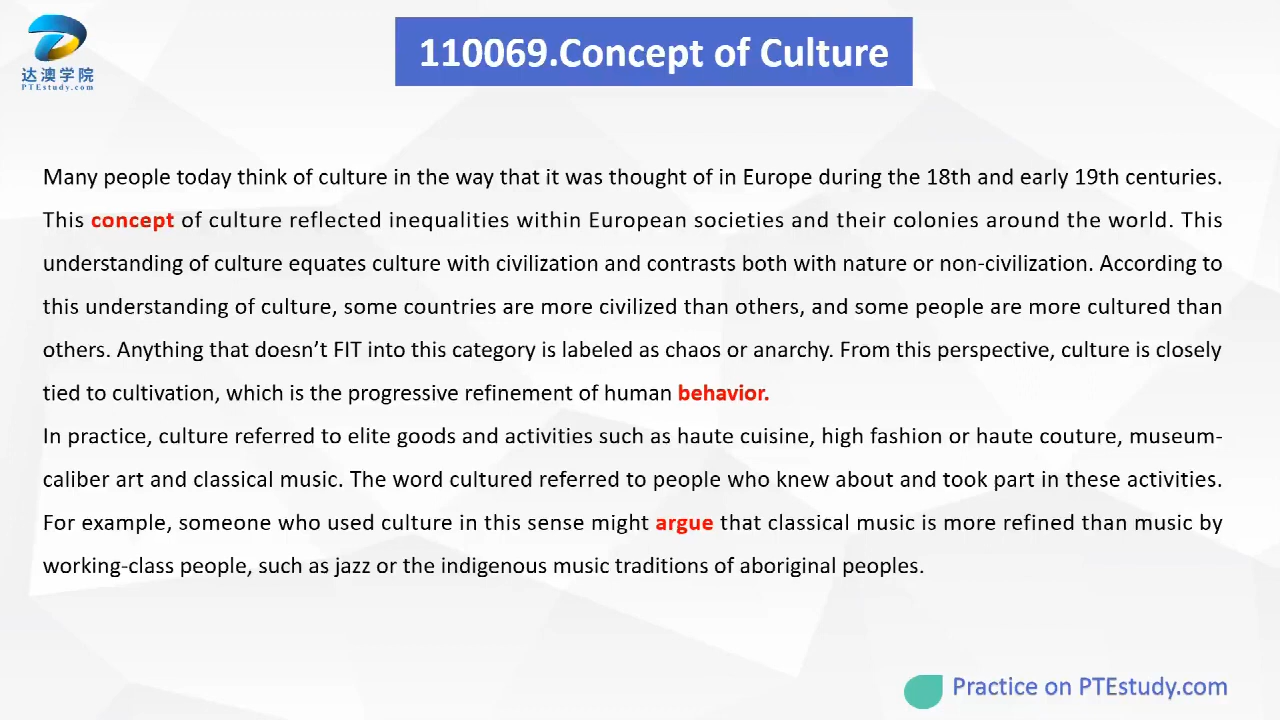 达澳学院
PTEstudy.com
110069.Concept of Culture
Many people today think of culture in the way that it was thought of in Europe during the 18th and early 19th centuries.
This concept of culture reflected inequalities within European societies and their colonies around the world. This
understanding of culture equates culture with civilization and contrasts both with nature or non-civilization. According to
this understanding of culture, some countries are more civilized than others, and some people are more cultured than
others. Anything that doesn’t FIT into this category is labeled as chaos or anarchy. From this perspective, culture is closely
tied to cultivation, which is the progressive refinement of human behavior.
In practice, culture referred to elite goods and activities such as haute cuisine, high fashion or haute couture, museum-
caliber art and classical music. The word cultured referred to people who knew about and took part in these activities.
For example, someone who used culture in this sense might argue that classical music is more refined than music by
working-class people, such as jazz or the indigenous music traditions of aboriginal peoples.
Practice on PTEstudy.com